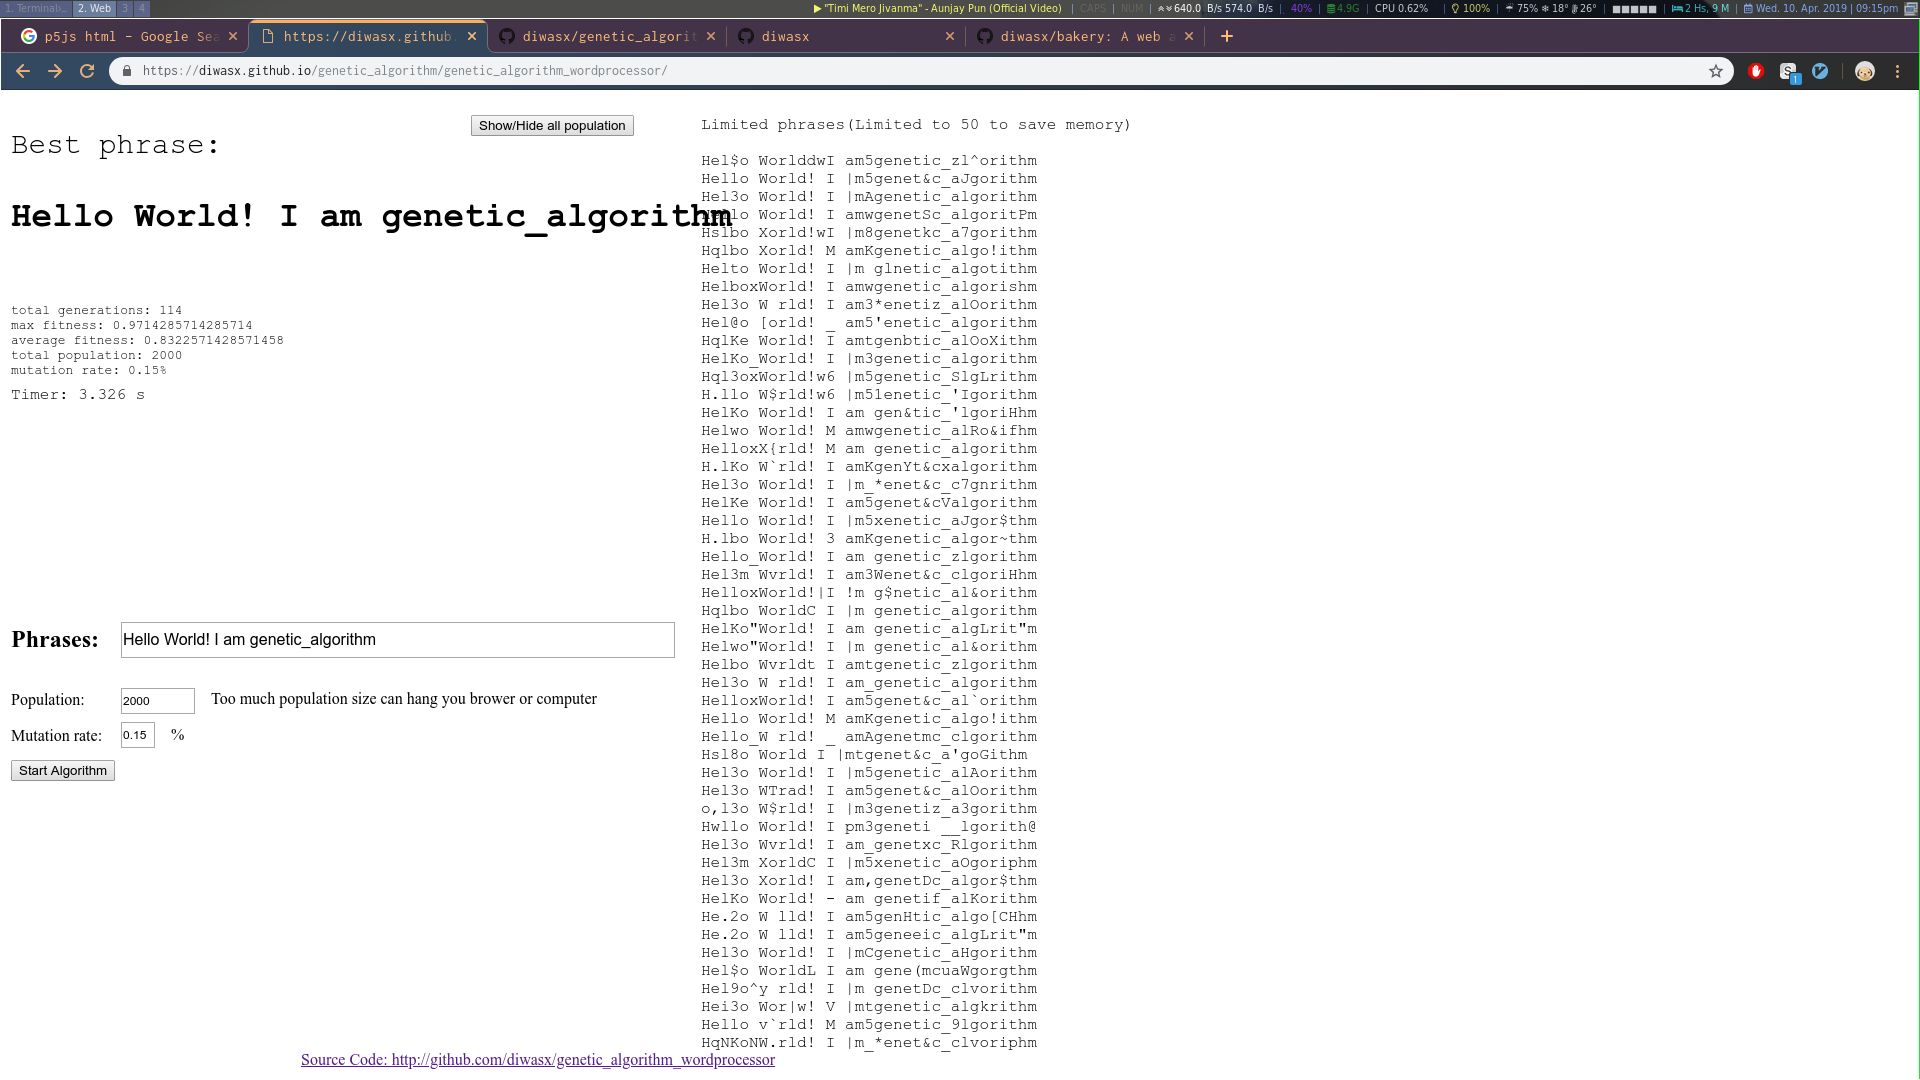 1. Terminal..
2. Web
3
4
▶ "Timi Mero Jivanma" - Aunjay Pun (Official Video) | CAPS | NUM | 640.0 B/s 574.0 B/s | 40% | 4.9G | CPU 0.62% | 100% | 75% 18° 26° | 2 Hs, 9 M | Wed. 10. Apr. 2019 | 09:15pm
p5js html - Google Sea
https://diwasx.github.
diwasx/genetic_algorit
diwasx
diwasx/bakery: A web a
https://diwasx.github.io/genetic_algorithm/genetic_algorithm_wordprocessor/
S
1
Best phrase:
Show/Hide all population
Hello World! I am genetic_algorithm
total generations: 114
max fitness: 0.9714285714285714
average fitness: 0.8322571428571458
total population: 2000
mutation rate: 0.15%
Timer: 3.326 s
Phrases: Hello World! I am genetic_algorithm
Population: 2000 Too much population size can hang you brower or computer
Mutation rate: 0.15 %
Start Algorithm
Limited phrases(Limited to 50 to save memory)
Hel$o WorlddwI am5genetic_zl^orithm
Hello World! I |m5genet&c_aJgorithm
Hel3o World! I |mAgenetic_algorithm
lo World! I amwgenetSc_algoritPm
Hslbo Xorld!wI |m8genetkc_a7gorithm
Hqlbo Xorld! M amKgenetic_algo!ithm
Helto World! I |m glnetic_algotithm
HelboxWorld! I amwgenetic_algorishm
Hel3o W rld! I am3*enetiz_alOorithm
Hel@o [orld! _ am5'enetic_algorithm
HqlKe World! I amtgenbtic_alOoXithm
HelKo_World! I |m3genetic_algorithm
Hql3oxWorld!w6 |m5genetic_SlgLrithm
H.llo W$rld!w6 |m51enetic_'Igorithm
HelKo World! I am gen&tic_'lgoriHhm
Helwo World! M amwgenetic_alRo&ifhm
HelloxX{rld! M am genetic_algorithm
H.lKo W`rld! I amKgenYt&cxalgorithm
Hel3o World! I |m_*enet&c_c7gnrithm
HelKe World! I am5genet&cValgorithm
Hello World! I |m5xenetic_aJgor$thm
H.lbo World! 3 amKgenetic_algor~thm
Hello_World! I am genetic_zlgorithm
Hel3m Wvrld! I am3Wenet&c_clgoriHhm
HelloxWorld!|I !m g$netic_al&orithm
Hqlbo WorldC I |m genetic_algorithm
HelKo"World! I am genetic_algLrit"m
Helwo"World! I |m genetic_al&orithm
Helbo Wvrldt I amtgenetic_zlgorithm
Hel3o W rld! I am_genetic_algorithm
HelloxWorld! I am5genet&c_al`orithm
Hello World! M amKgenetic_algo!ithm
Hello_W rld! _ amAgenetmc_clgorithm
Hsl8o World I |mtgenet&c_a'goGithm
Hel3o World! I |m5genetic_alAorithm
Hel3o WTrad! I am5genet&c_alOorithm
o,l3o W$rld! I |m3genetiz_a3gorithm
Hwllo World! I pm3geneti __lgorith@
Hel3o Wvrld! I am_genetxc_Rlgorithm
Hel3m XorldC I |m5xenetic_aOgoriphm
Hel3o Xorld! I am,genetDc_algor$thm
HelKo World! - am genetif_alKorithm
He.2o W lld! I am5genHtic_algo[CHhm
He.2o W lld! I am5geneeic_algLrit"m
Hel3o World! I |mCgenetic_aHgorithm
Hel$o WorldL I am gene(mcuaWgorgthm
Hel9o^y rld! I |m genetDc_clvorithm
Hei3o Wor|w! V |mtgenetic_algkrithm
Hello v`rld! M am5genetic_9lgorithm
HqNKoNW.rld! I |m_*enet&c_clvoriphm
Source Code: http://github.com/diwasx/genetic_algorithm_wordprocessor